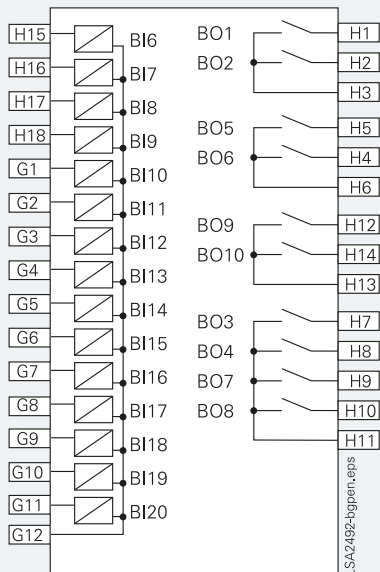 H15 BI6 BO1 H1
H16 BI7 BO2 H2
H17 BI8 H3
H18 BI9 BO5 H5
G1 BI10 BO6 H4
G2 BI11 H6
G3 BI12 BO9 H12
G4 BI13 BO10 H14
G5 BI14 H13
G6 BI15 BO3 H7
G7 BI16 BO4 H8
G8 BI17 BO7 H9
G9 BI18 BO8 H10
G10 BI19 H11
G11 BI20
G12
LSA2492-bgpen.eps